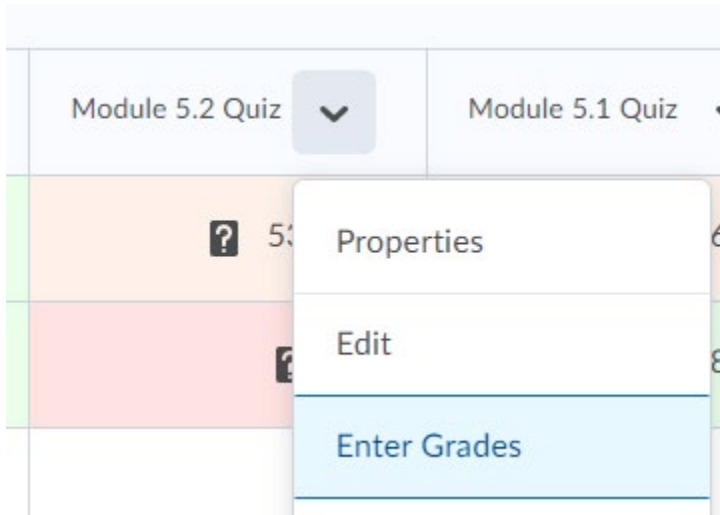 Module 5.2 Quiz
Module 5.1 Quiz
Properties
Edit
Enter Grades